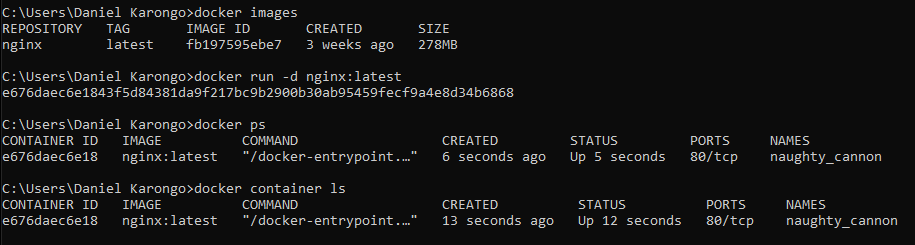 C:\Users\Daniel Karongo>docker images
REPOSITORY   TAG       IMAGE ID       CREATED       SIZE
nginx        latest    fb197595ebe7   3 weeks ago   278MB
C:\Users\Daniel Karongo>docker run -d nginx:latest
e676daec6e1843f5d84381da9f217bc9b2900b30ab95459fecf9a4e8d34b6868
C:\Users\Daniel Karongo>docker ps
CONTAINER ID   IMAGE          COMMAND                  CREATED         STATUS         PORTS     NAMES
e676daec6e18   nginx:latest   "/docker-entrypoint.…"   6 seconds ago   Up 5 seconds   80/tcp    naughty_cannon
C:\Users\Daniel Karongo>docker container ls
CONTAINER ID   IMAGE          COMMAND                  CREATED          STATUS          PORTS     NAMES
e676daec6e18   nginx:latest   "/docker-entrypoint.…"   13 seconds ago   Up 12 seconds   80/tcp    naughty_cannon